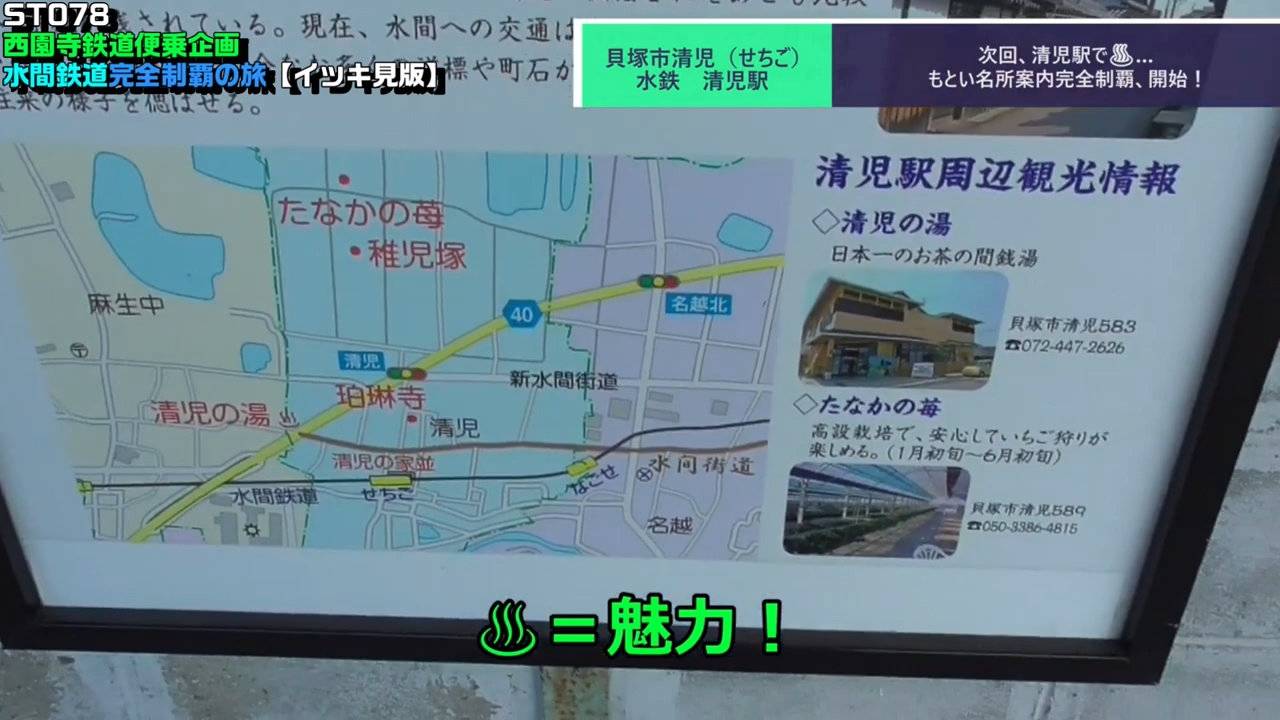 ST078
西園寺鉄道便乗企画
水間鉄道完全制覇の旅【イツキ見版】
貝塚市清児（せちご）
水鉄　清児駅
次回、清児駅で♨…
もとい名所案内完全制覇、開始！
されている。現在、水間への交通は
標や町石が
往来の様子を偲ばせる。
たなかの苺
稚児塚
麻生中
40
名越北
清児
新水間街道
珀琳寺
清児の湯
清児
清児の家並
水間街道
水間鉄道
せちご
なごせ
名越
清児駅周辺観光情報
◇清児の湯
日本一のお茶の間銭湯
貝塚市清児583
☎072-447-2626
◇たなかの苺
高設栽培で、安心していちご狩りが
楽しめる。（1月初旬～6月初旬）
貝塚市清児589
☎050-3386-4815
♨＝魅力！